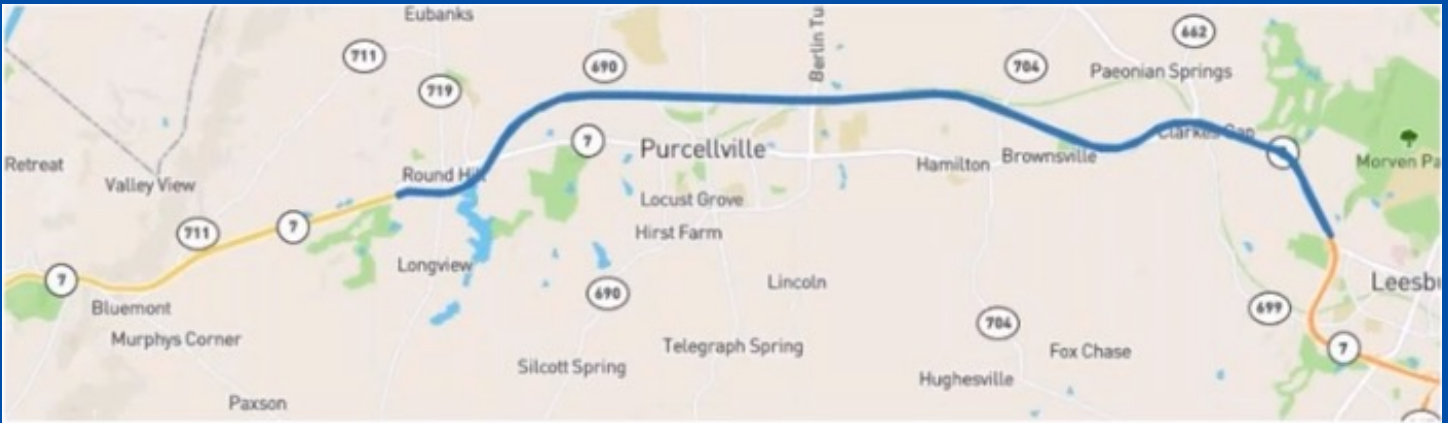 Eubanks
711
690
719
704
662
Paeonian Springs
Berlin Tu
7
Purcellville
Clarkes Gap
Retreat
Valley View
Round Hill
Hamilton
Brownsville
Morven Pa
Locust Grove
711
7
Hirst Farm
7
Longview
690
Lincoln
699
Leesb
Bluemont
Murphys Corner
704
Telegraph Spring
Fox Chase
7
Silcott Spring
Hughesville
Paxson